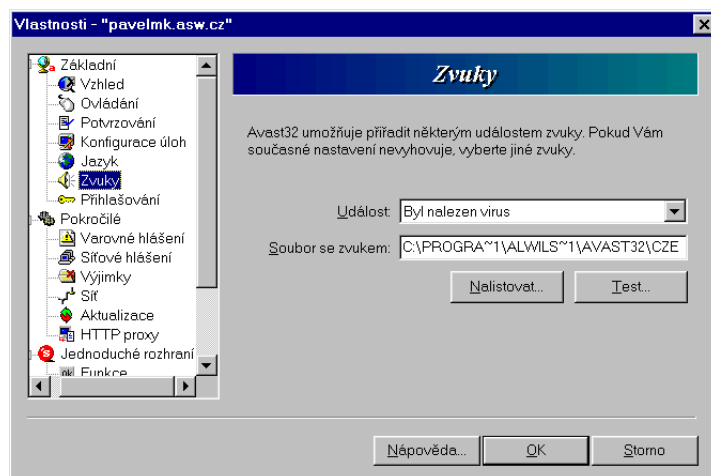 Vlastnosti - "pavelmk.asw.cz"
Základní
Vzhled
Ovládání
Potvrzování
Konfigurace úloh
Jazyk
Zvuky
Přihlašování
Pokročilé
Varovné hlášení
Síťové hlášení
Výjimky
Síť
Aktualizace
HTTP proxy
Jednoduché rozhraní
ok Funkce
Zvuky
Avast32 umožňuje přiřadit některým událostem zvuky. Pokud Vám
současné nastavení nevyhovuje, vyberte jiné zvuky.
Událost: Byl nalezen virus
Soubor se zvukem: C:\PROGRA~1\ALWILS~1\AVAST32\CZE
Nalistovat... Test...
Nápověda... OK Storno